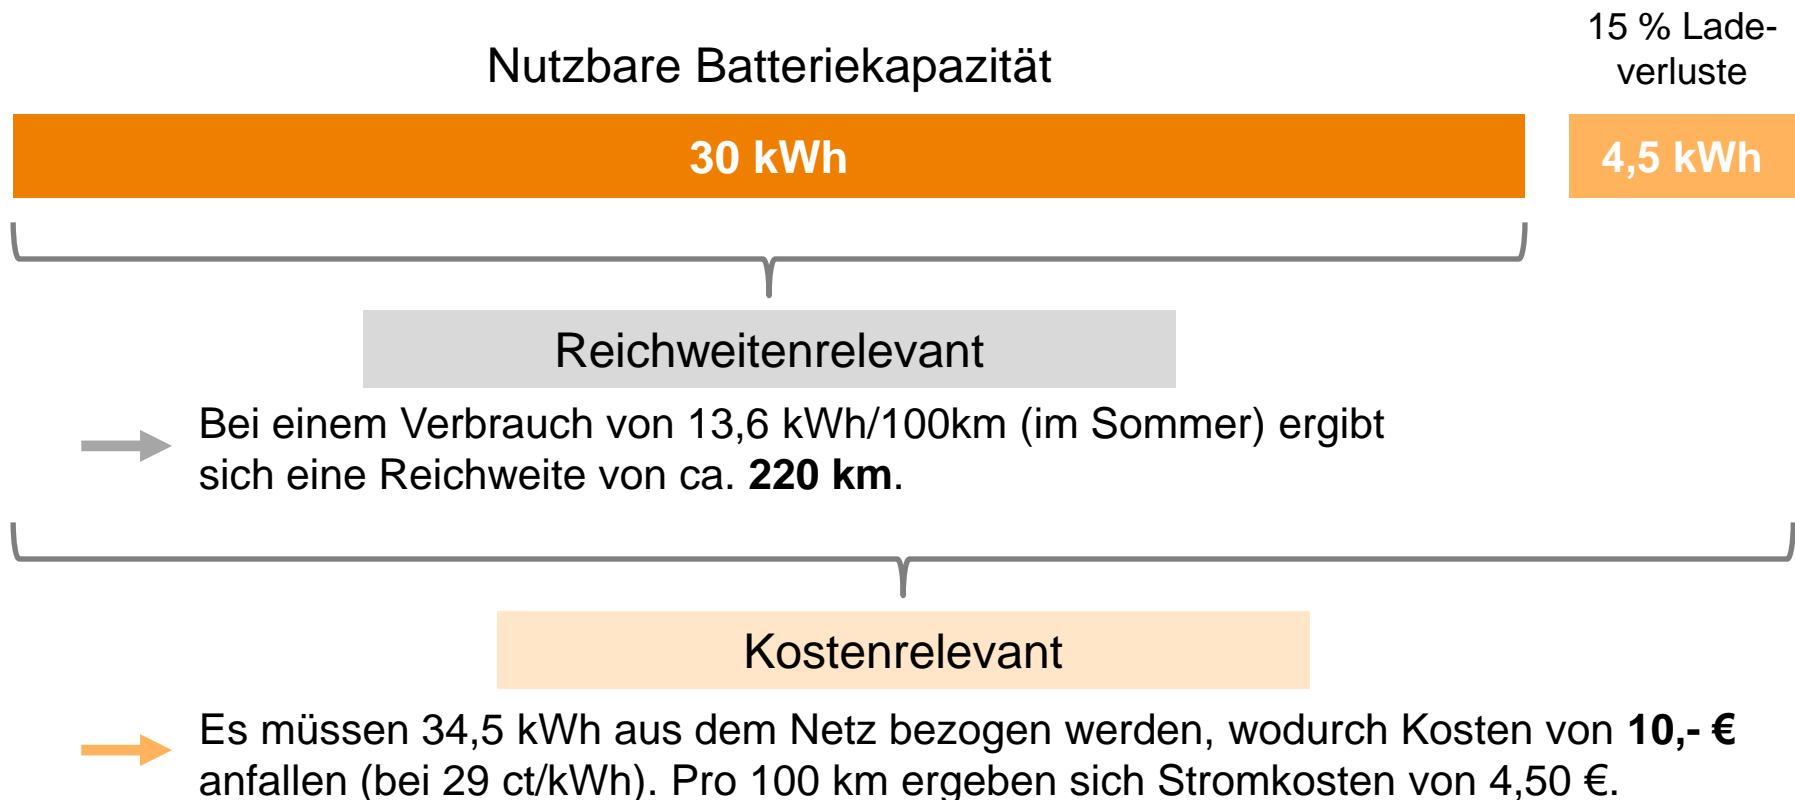 Nutzbare Batteriekapazität
15 % Lade-
verluste
30 kWh
4,5 kWh
Reichweitenrelevant
Bei einem Verbrauch von 13,6 kWh/100km (im Sommer) ergibt
sich eine Reichweite von ca. 220 km.
Kostenrelevant
Es müssen 34,5 kWh aus dem Netz bezogen werden, wodurch Kosten von 10,- €
anfallen (bei 29 ct/kWh). Pro 100 km ergeben sich Stromkosten von 4,50 €.